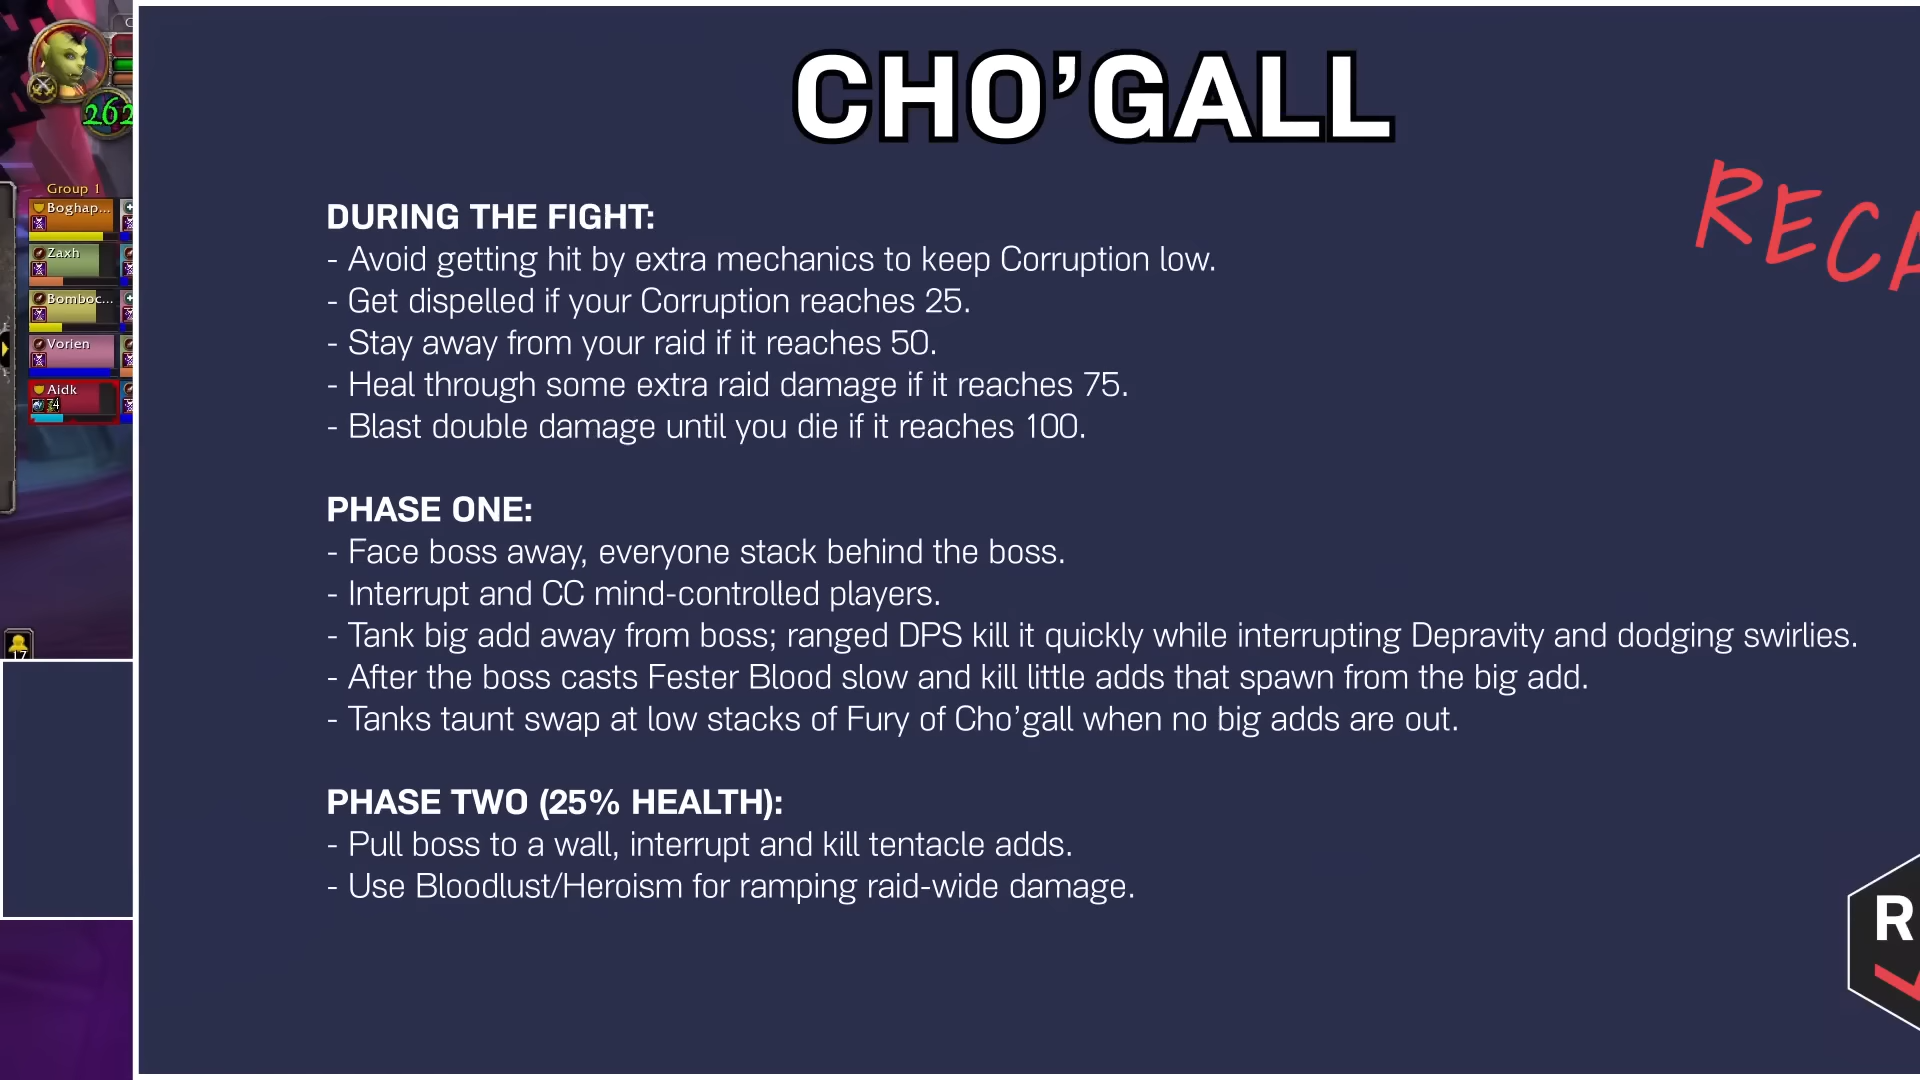 CHO’GALL
RECA
DURING THE FIGHT:
- Avoid getting hit by extra mechanics to keep Corruption low.
- Get dispelled if your Corruption reaches 25.
- Stay away from your raid if it reaches 50.
- Heal through some extra raid damage if it reaches 75.
- Blast double damage until you die if it reaches 100.
PHASE ONE:
- Face boss away, everyone stack behind the boss.
- Interrupt and CC mind-controlled players.
- Tank big add away from boss; ranged DPS kill it quickly while interrupting Depravity and dodging swirlies.
- After the boss casts Fester Blood slow and kill little adds that spawn from the big add.
- Tanks taunt swap at low stacks of Fury of Cho’gall when no big adds are out.
PHASE TWO (25% HEALTH):
- Pull boss to a wall, interrupt and kill tentacle adds.
- Use Bloodlust/Heroism for ramping raid-wide damage.
262
Group 1
Boghap...
Zaxh
Bomboc...
Vorien
Aidk
17
R